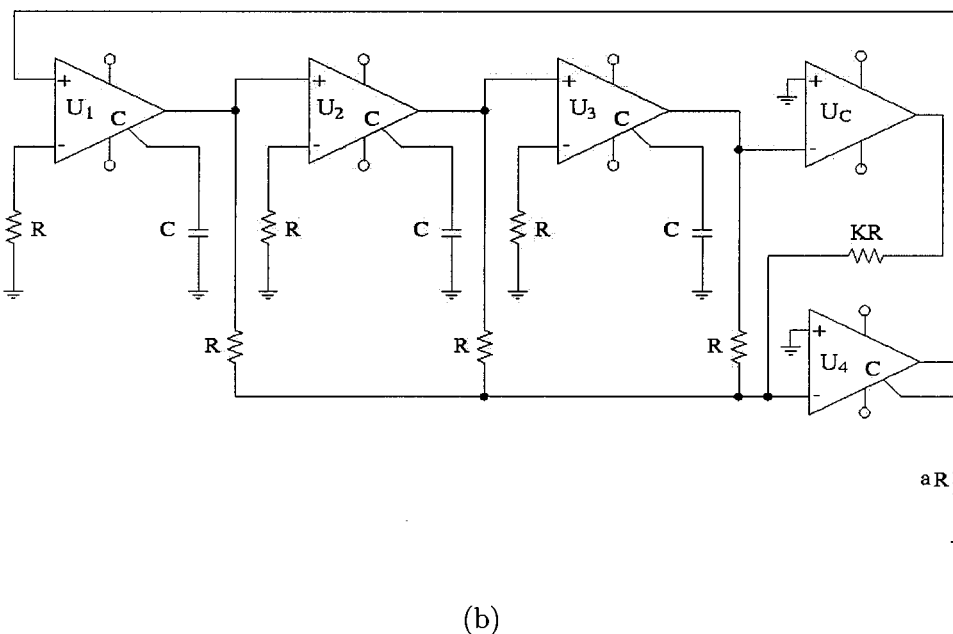 + + + +
U1 U2 U3 UC
C C C
- - - -
R C R C R C KR
R R R +
U4 C
-
aR
(b)